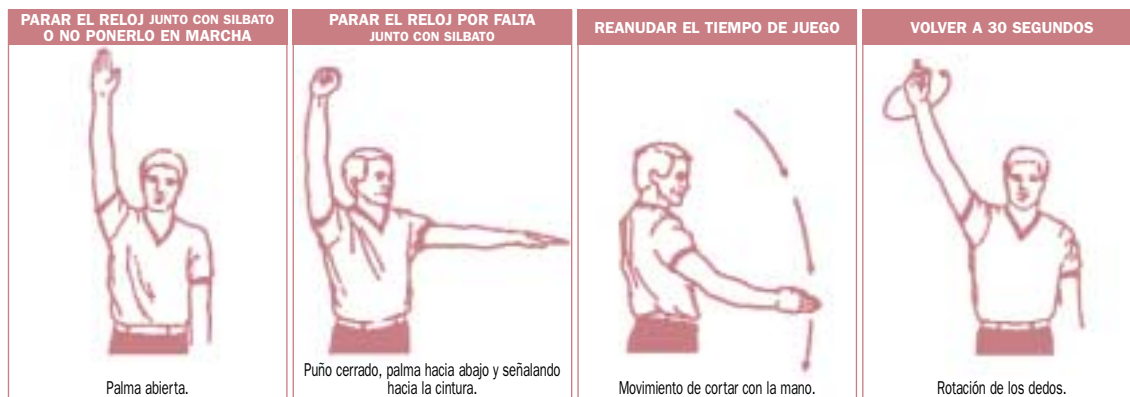 PARAR EL RELOJ JUNTO CON SILBATO
O NO PONERLO EN MARCHA
Palma abierta.
PARAR EL RELOJ POR FALTA
JUNTO CON SILBATO
Puño cerrado, palma hacia abajo y señalando
hacia la cintura.
REANUDAR EL TIEMPO DE JUEGO
Movimiento de cortar con la mano.
VOLVER A 30 SEGUNDOS
Rotación de los dedos.